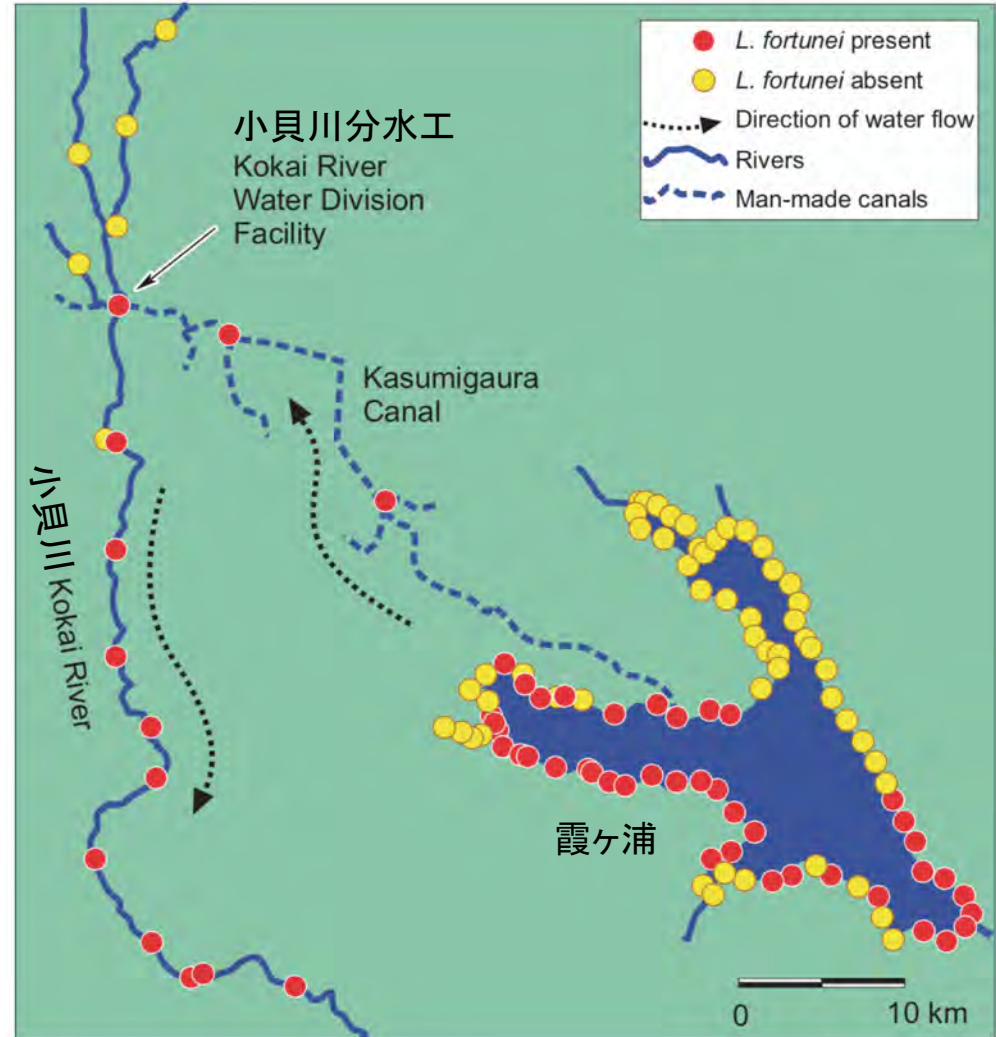 L. fortunei present
L. fortunei absent
Direction of water flow
Rivers
Man-made canals
小貝川分水工
Kokai River
Water Division
Facility
Kasumigaura
Canal
小貝川 Kokai River
霞ヶ浦
0 10 km